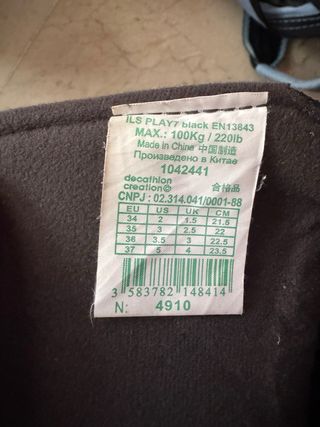 ILS PLAY7 black EN13843
MAX.: 100Kg / 220lb
Made in China 中国制造
Произведено в Китае
1042441
decathlon
creation© 合格品
CNPJ : 02.314.041/0001-88
EU US UK CM
34 2 1.5 21.5
35 3 2.5 22
36 3.5 3 22.5
37 5 4 23.5
3 583782 148414
N: 4910